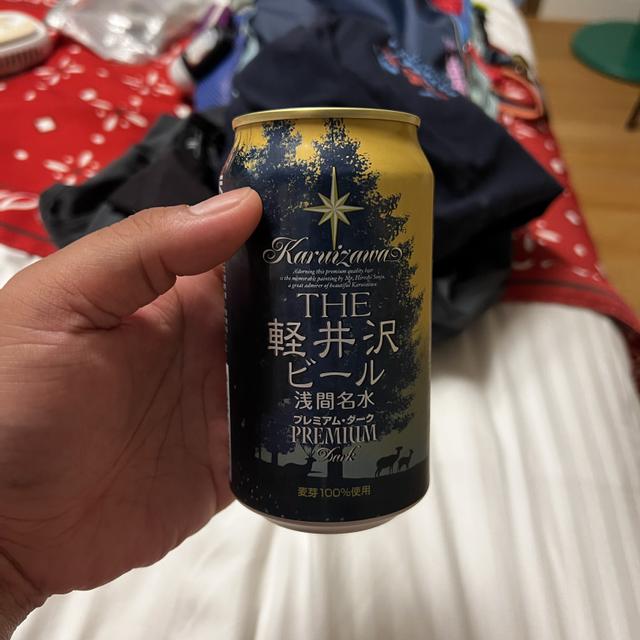 Karuizawa
Adorning this premium quality beer
is the memorable painting by Mr. Hiroshi Senju,
a great admirer of beautiful Karuizawa.
THE
軽井沢
ビール
浅間名水
プレミアム・ダーク
PREMIUM
Dark
麦芽100%使用